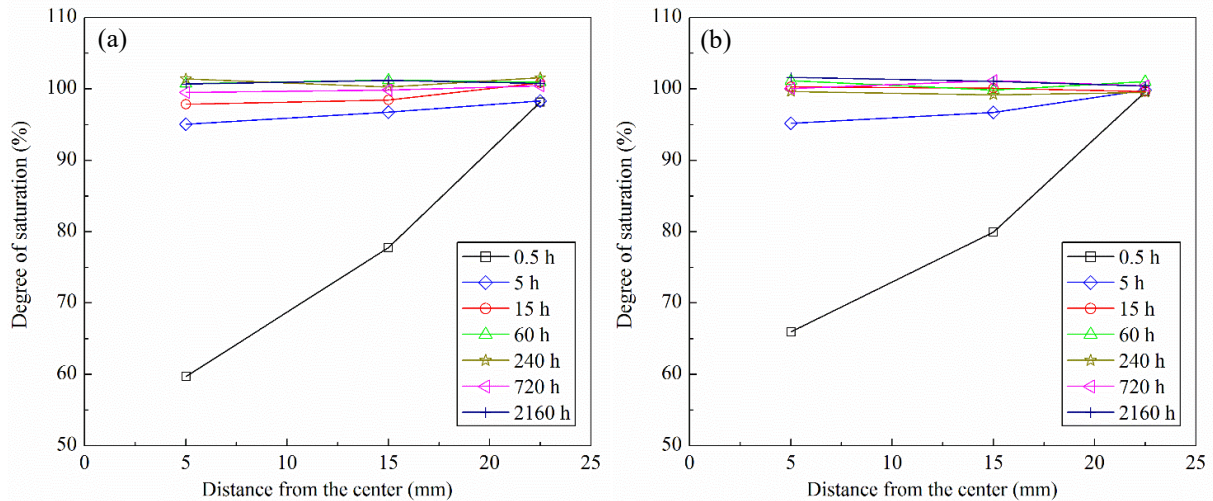 (a)
110
100
90
80
70
60
50
Degree of saturation (%)
0.5 h
5 h
15 h
60 h
240 h
720 h
2160 h
0 5 10 15 20 25
Distance from the center (mm)
(b)
110
100
90
80
70
60
50
Degree of saturation (%)
0.5 h
5 h
15 h
60 h
240 h
720 h
2160 h
0 5 10 15 20 25
Distance from the center (mm)